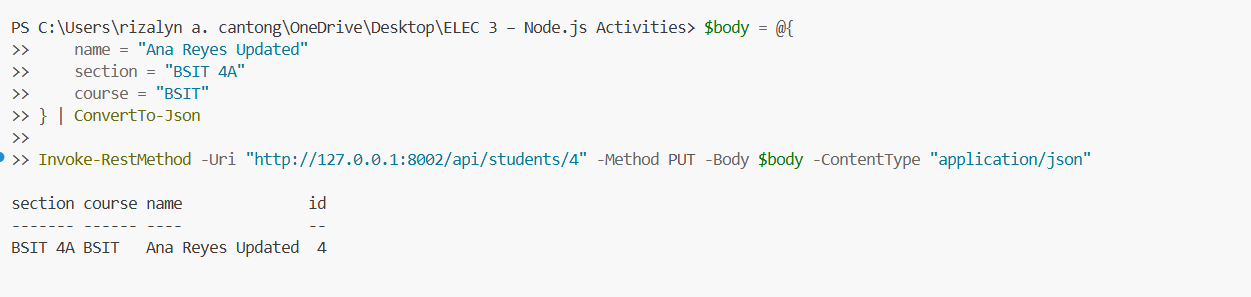 PS C:\Users\rizalyn a. cantong\OneDrive\Desktop\ELEC 3 – Node.js Activities> $body = @{
>>     name = "Ana Reyes Updated"
>>     section = "BSIT 4A"
>>     course = "BSIT"
>> } | ConvertTo-Json
>>
>> Invoke-RestMethod -Uri "http://127.0.0.1:8002/api/students/4" -Method PUT -Body $body -ContentType "application/json"

section course name              id
------- ------ ----              --
BSIT 4A BSIT   Ana Reyes Updated  4